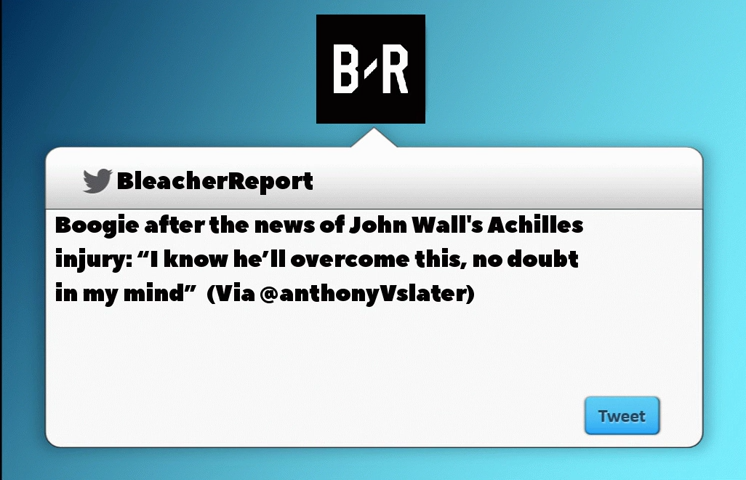 B/R
BleacherReport
Boogie after the news of John Wall's Achilles
injury: “I know he’ll overcome this, no doubt
in my mind” (Via @anthonyVslater)
Tweet